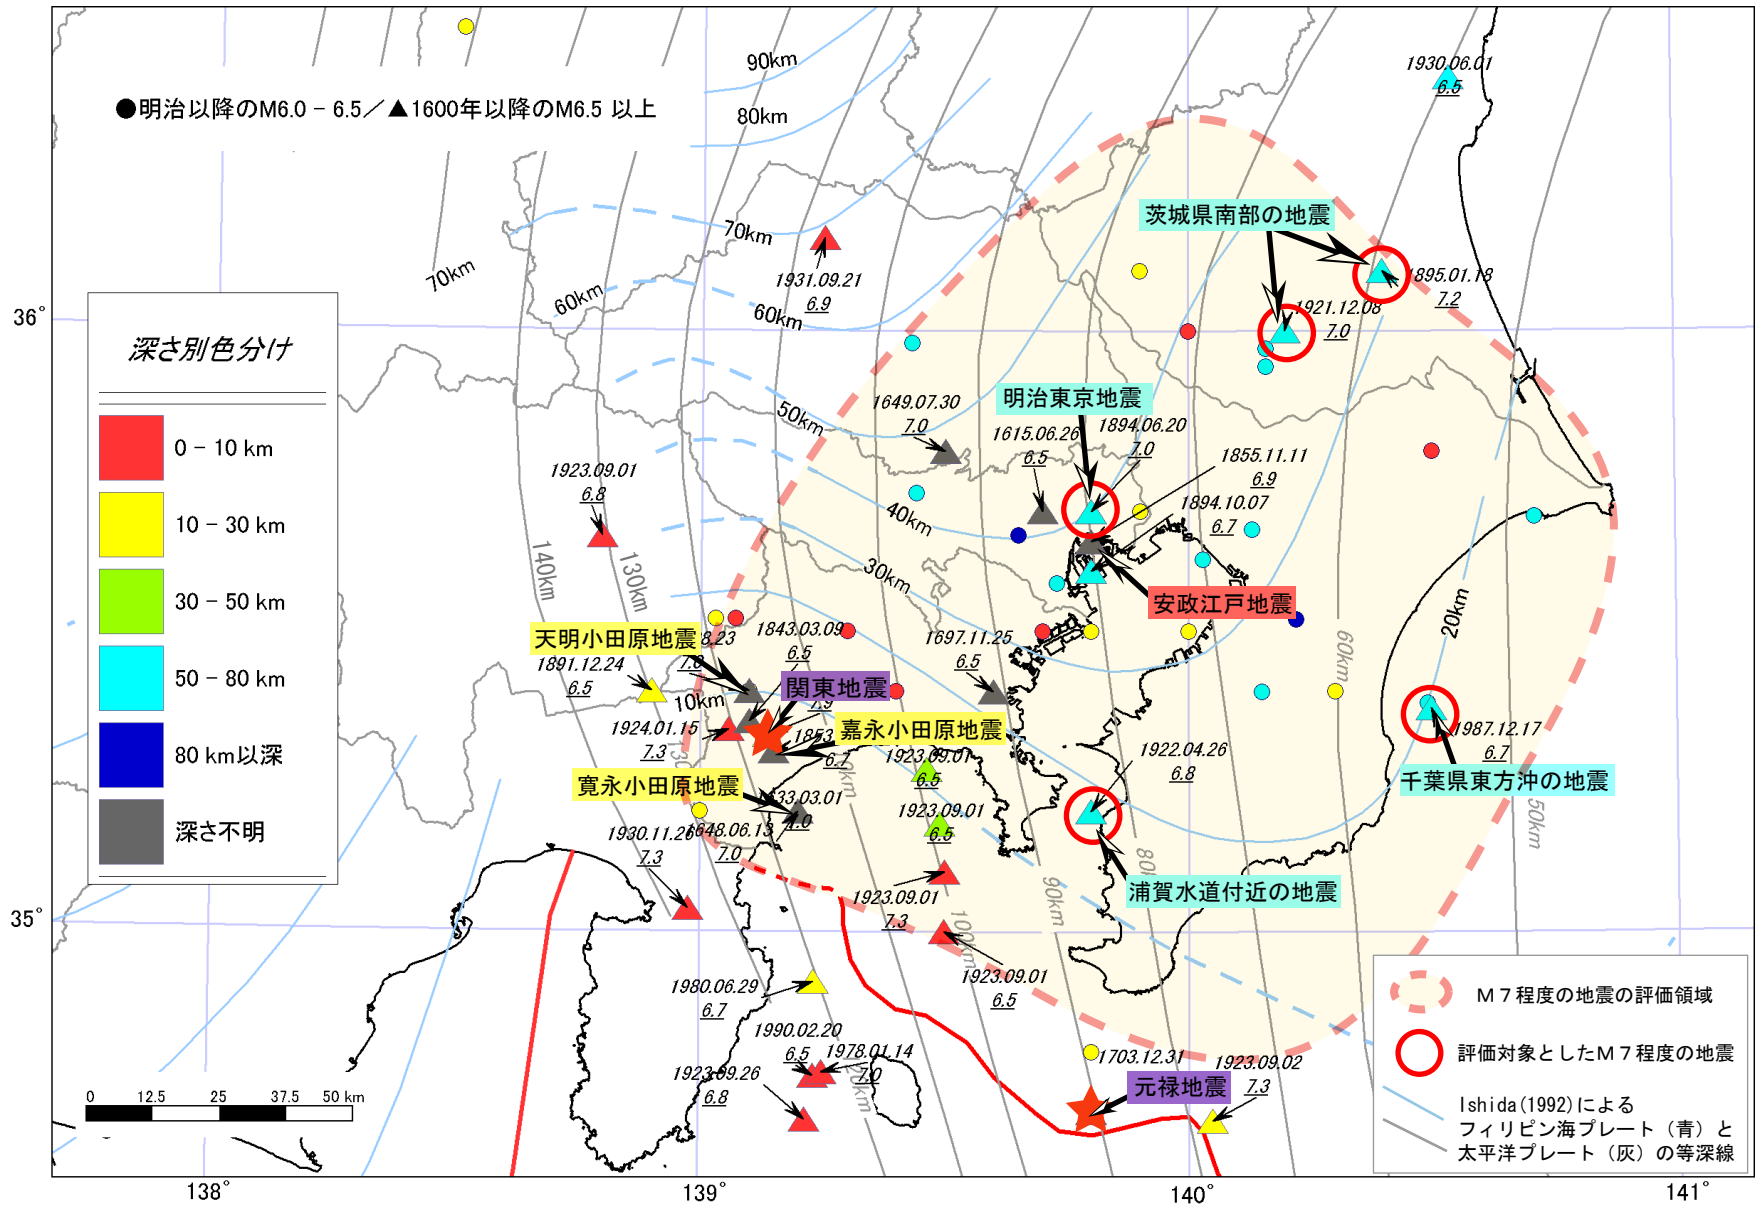 ●明治以降のM6.0 - 6.5／▲1600年以降のM6.5 以上
90km
80km
70km
60km
50km
40km
30km
10km
20km
70km
60km
140km
130km
100km
90km
60km
50km
1930.06.01
6.5
茨城県南部の地震
1895.01.18
7.2
1921.12.08
7.0
1931.09.21
6.9
明治東京地震
1649.07.30
7.0
1615.06.26
6.5
1894.06.20
7.0
1855.11.11
6.9
1894.10.07
6.7
1923.09.01
6.8
安政江戸地震
天明小田原地震
8.23
1843.03.09
6.5
1697.11.25
6.5
1891.12.24
6.5
関東地震
7.9
1924.01.15
7.3
嘉永小田原地震
1853
6.7
1923.09.01
6.5
1922.04.26
6.8
1987.12.17
6.7
千葉県東方沖の地震
寛永小田原地震
33.03.01
1923.09.01
6.5
1930.11.26
7.3
1648.06.13
7.0
浦賀水道付近の地震
1923.09.01
7.3
1923.09.01
6.5
1980.06.29
6.7
1990.02.20
6.5
1978.01.14
7.0
1923.09.26
6.8
1703.12.31
元禄地震
1923.09.02
7.3
深さ別色分け
0 - 10 km
10 - 30 km
30 - 50 km
50 - 80 km
80 km以深
深さ不明
M７程度の地震の評価領域
評価対象としたM７程度の地震
Ishida(1992)による
フィリピン海プレート（青）と
太平洋プレート（灰）の等深線
0 12.5 25 37.5 50 km
36°
35°
138° 139° 140° 141°